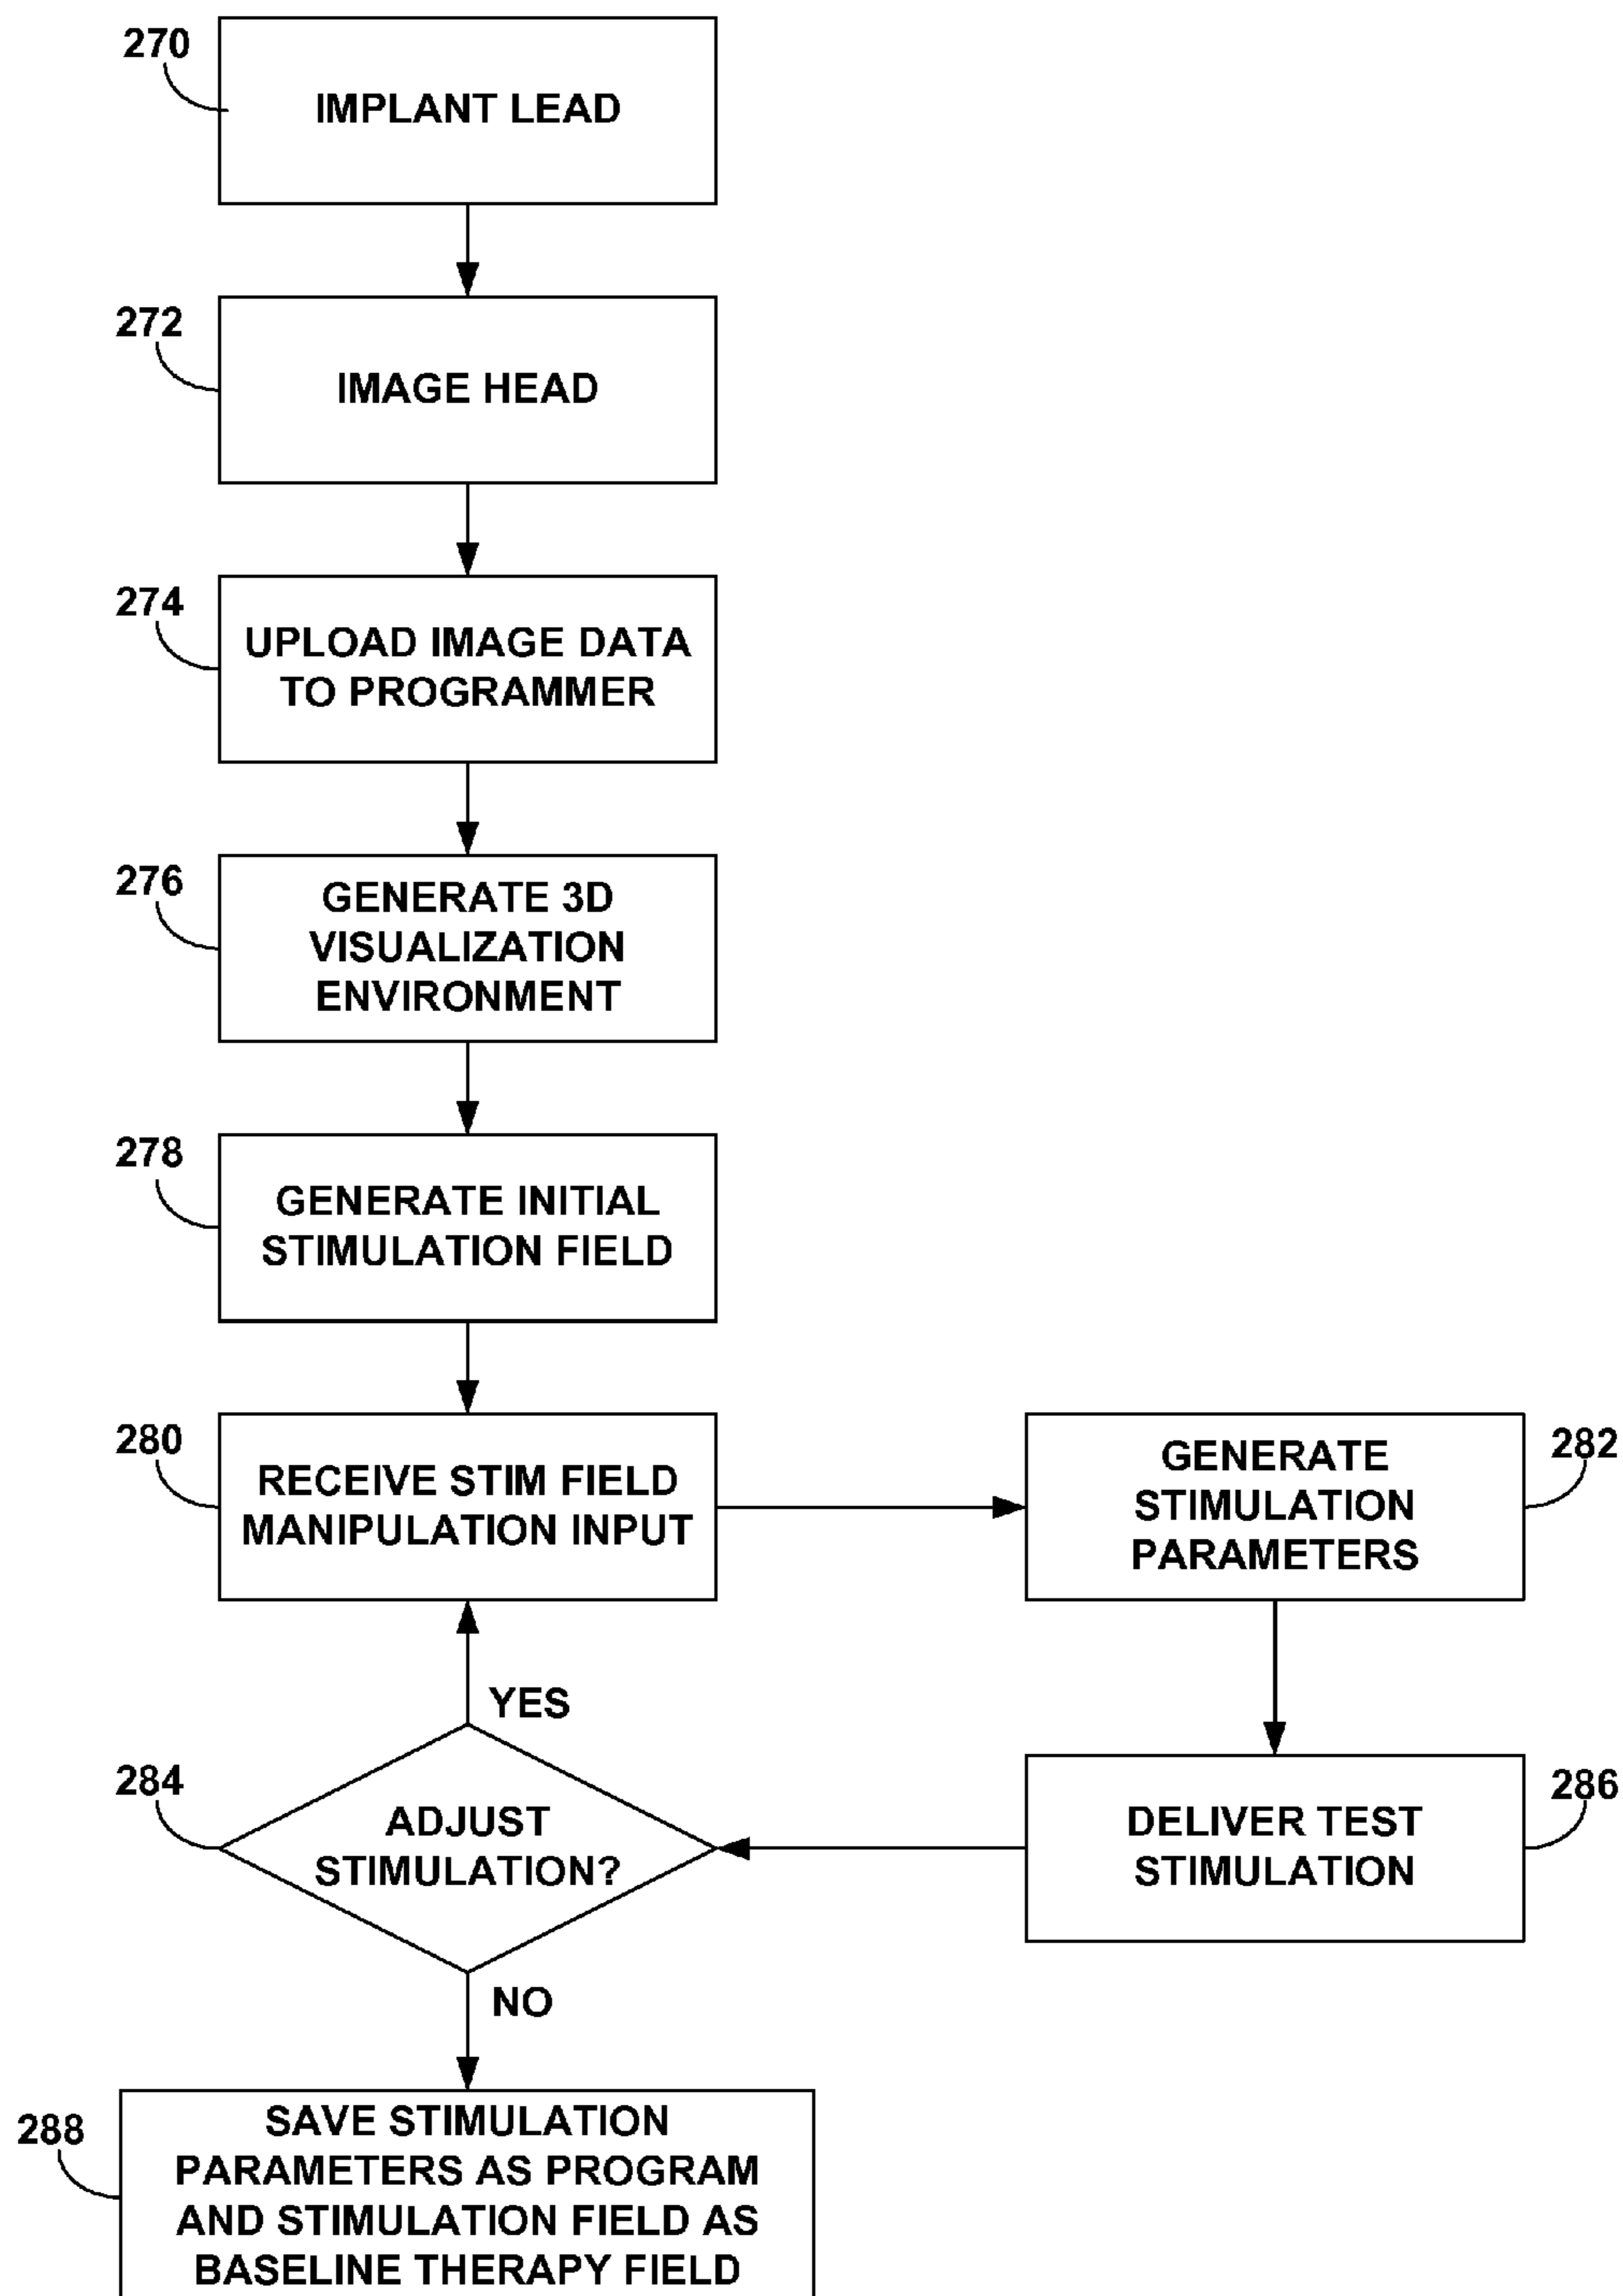 270
IMPLANT LEAD
272
IMAGE HEAD
274
UPLOAD IMAGE DATA
TO PROGRAMMER
276
GENERATE 3D
VISUALIZATION
ENVIRONMENT
278
GENERATE INITIAL
STIMULATION FIELD
280
RECEIVE STIM FIELD
MANIPULATION INPUT
282
GENERATE
STIMULATION
PARAMETERS
YES
284
ADJUST
STIMULATION?
286
DELIVER TEST
STIMULATION
NO
288
SAVE STIMULATION
PARAMETERS AS PROGRAM
AND STIMULATION FIELD AS
BASELINE THERAPY FIELD